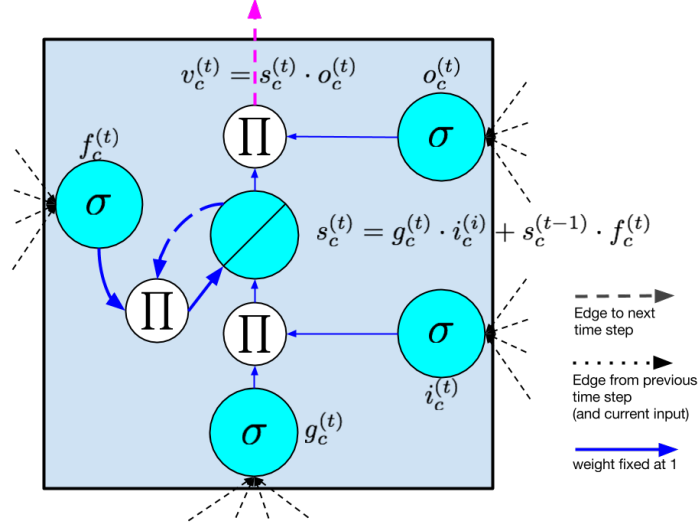 v_c^{(t)} = s_c^{(t)} · o_c^{(t)}
o_c^{(t)}
∏
σ
f_c^{(t)}
σ
s_c^{(t)} = g_c^{(t)} · i_c^{(i)} + s_c^{(t-1)} · f_c^{(t)}
∏
∏
σ
i_c^{(t)}
σ
g_c^{(t)}
Edge to next
time step
Edge from previous
time step
(and current input)
weight fixed at 1